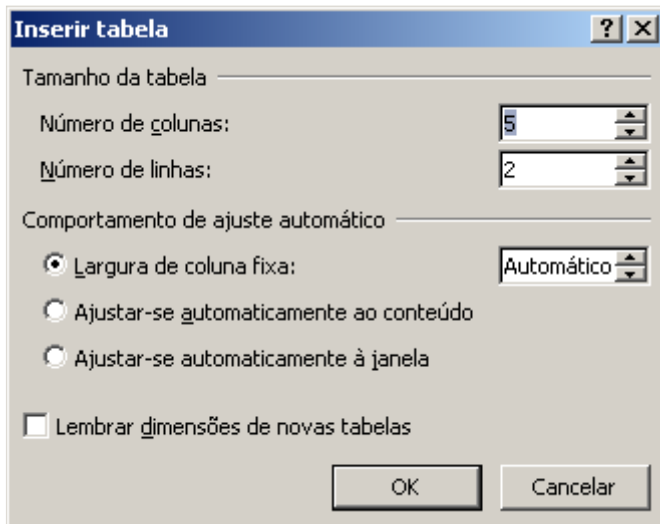 Inserir tabela
Tamanho da tabela
Número de colunas: 5
Número de linhas: 2
Comportamento de ajuste automático
Largura de coluna fixa: Automático
Ajustar-se automaticamente ao conteúdo
Ajustar-se automaticamente à janela
Lembrar dimensões de novas tabelas
OK Cancelar